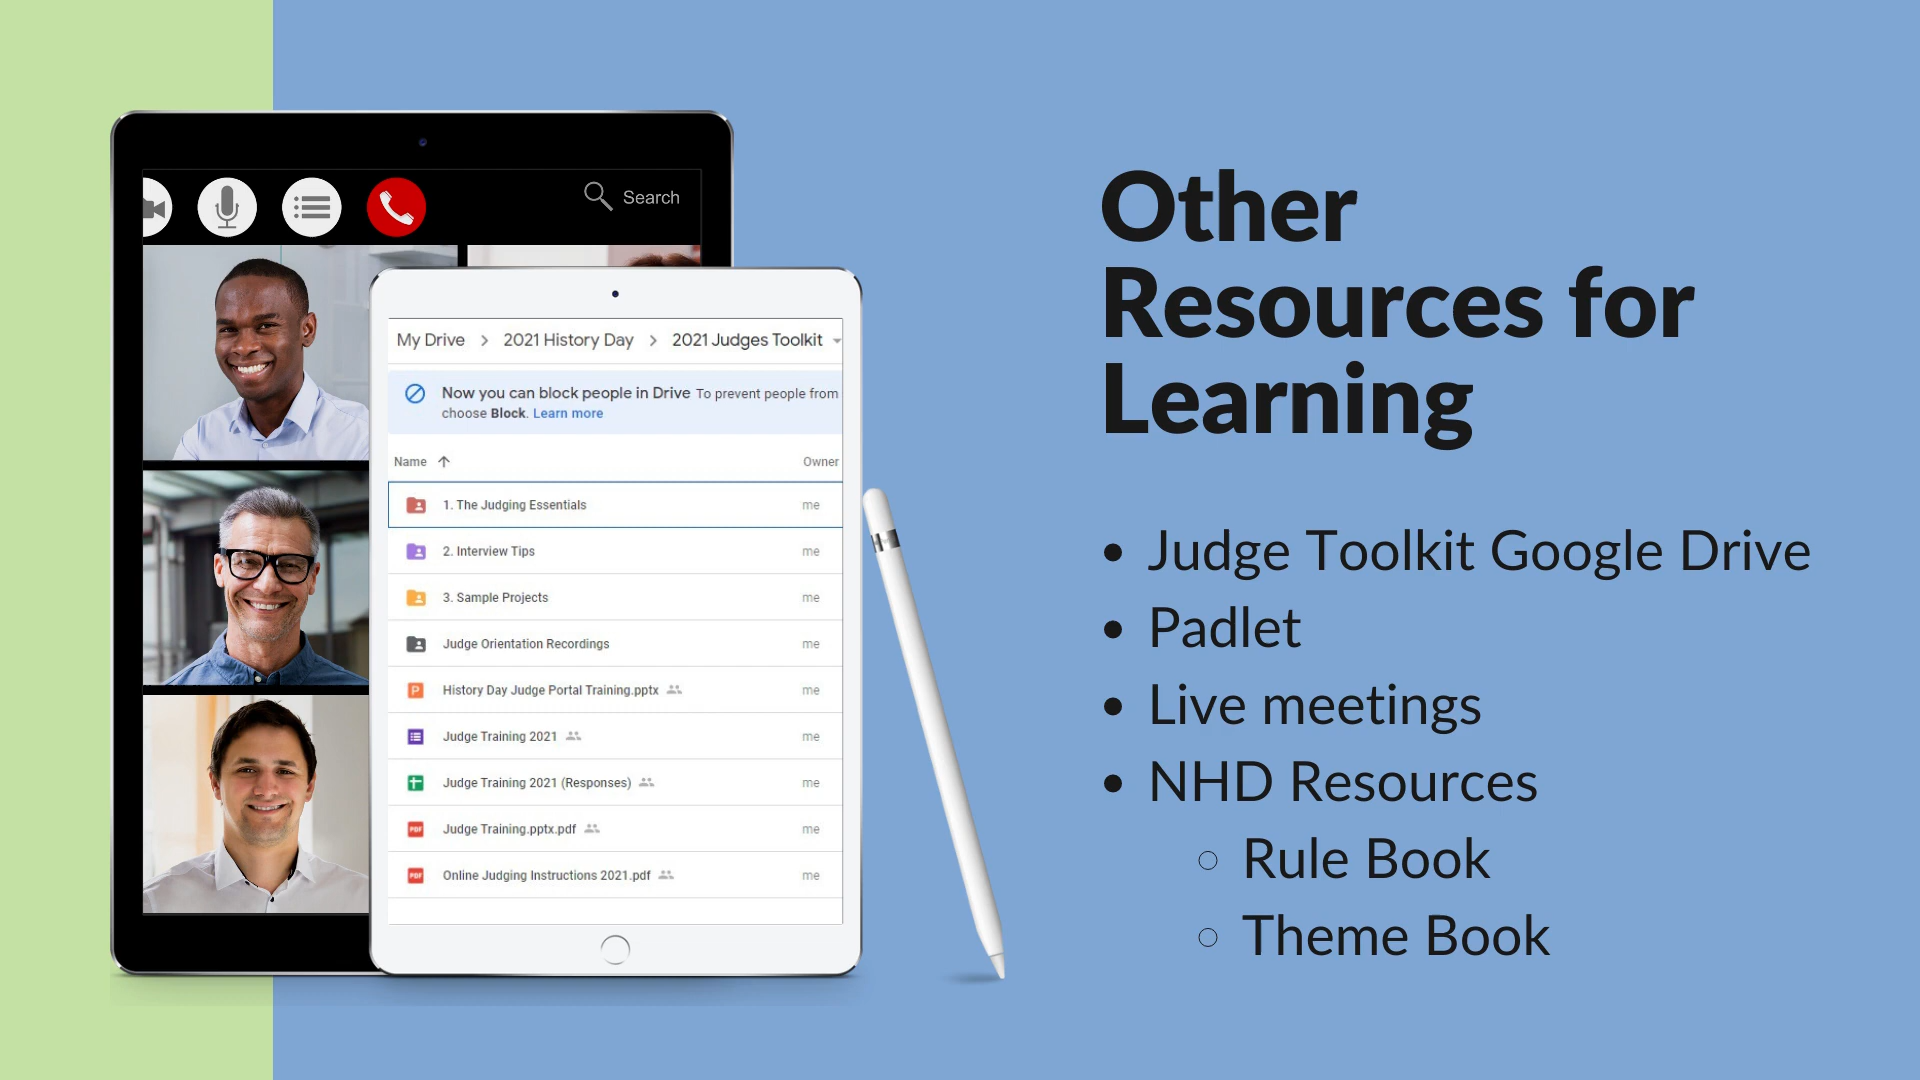 Search
My Drive > 2021 History Day > 2021 Judges Toolkit
Now you can block people in Drive To prevent people from
choose Block. Learn more
Name Owner
1. The Judging Essentials me
2. Interview Tips me
3. Sample Projects me
Judge Orientation Recordings me
P History Day Judge Portal Training.pptx me
Judge Training 2021 me
Judge Training 2021 (Responses) me
PDF Judge Training.pptx.pdf me
PDF Online Judging Instructions 2021.pdf me
Other
Resources for
Learning
• Judge Toolkit Google Drive
• Padlet
• Live meetings
• NHD Resources
○ Rule Book
○ Theme Book